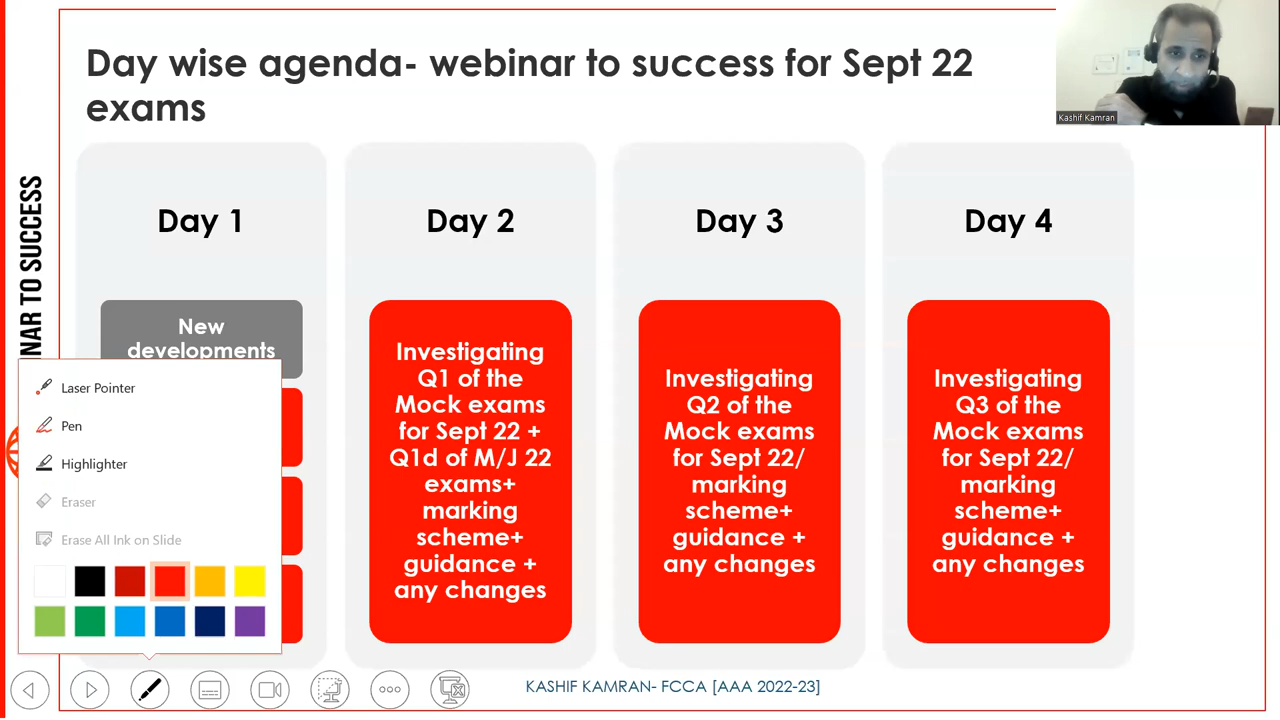 Day wise agenda- webinar to success for Sept 22
exams
Kashif Kamran
NAR TO SUCCESS
Day 1
New
developments
Day 2
Investigating
Q1 of the
Mock exams
for Sept 22 +
Q1d of M/J 22
exams+
marking
scheme+
guidance +
any changes
Day 3
Investigating
Q2 of the
Mock exams
for Sept 22/
marking
scheme+
guidance +
any changes
Day 4
Investigating
Q3 of the
Mock exams
for Sept 22/
marking
scheme+
guidance +
any changes
Laser Pointer
Pen
Highlighter
Eraser
Erase All Ink on Slide
KASHIF KAMRAN- FCCA [AAA 2022-23]